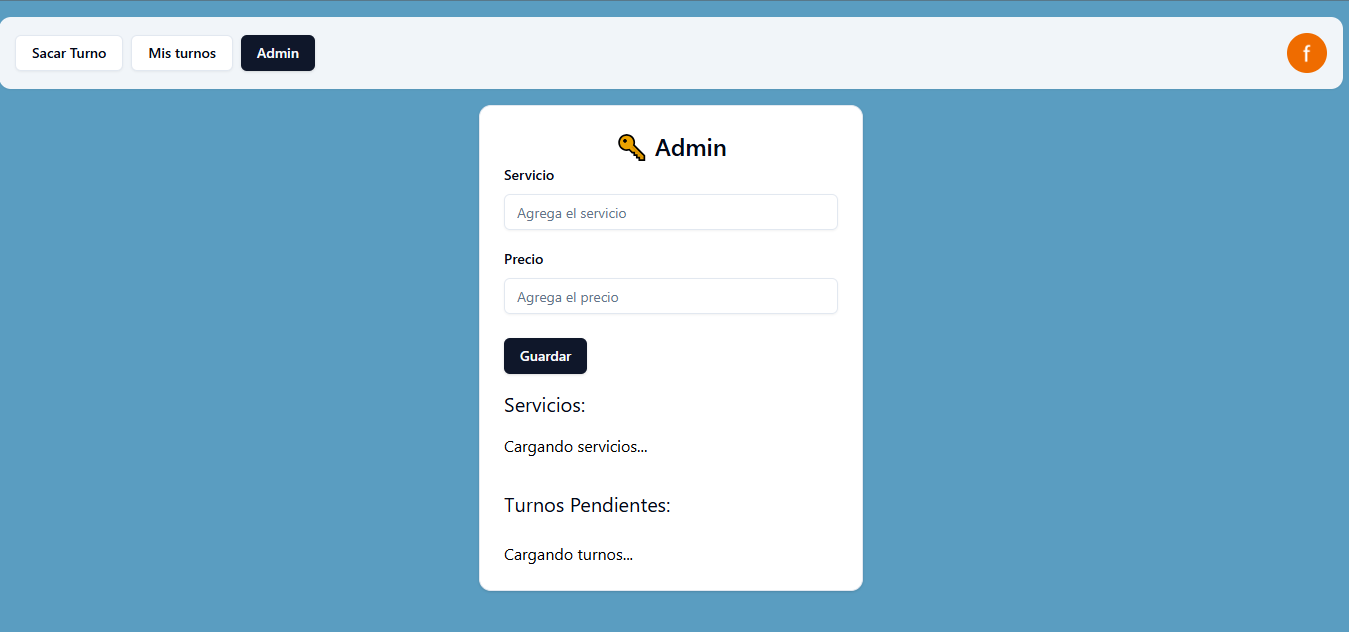 Sacar Turno Mis turnos Admin f
Admin
Servicio
Agrega el servicio
Precio
Agrega el precio
Guardar
Servicios:
Cargando servicios...
Turnos Pendientes:
Cargando turnos...